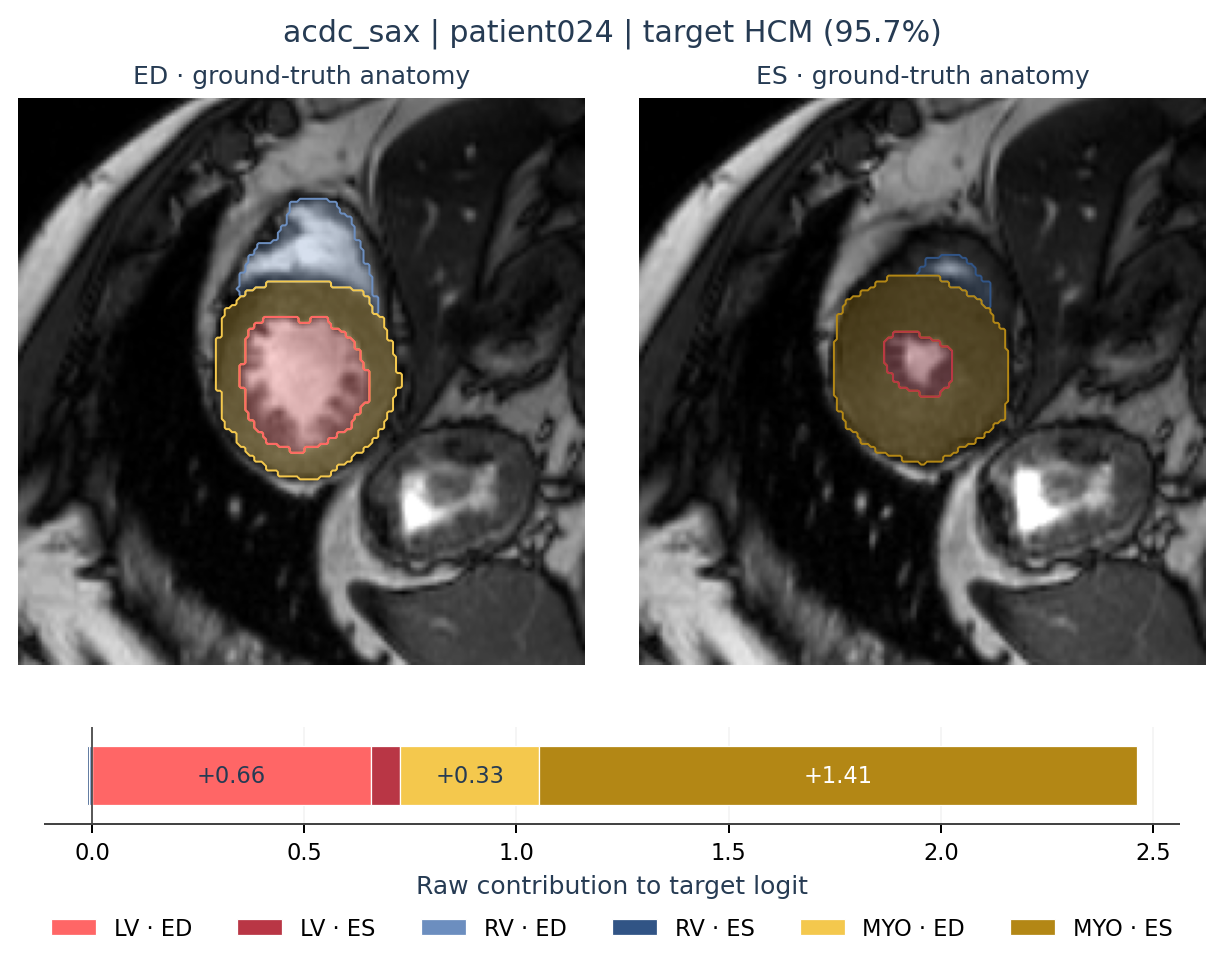 acdc_sax | patient024 | target HCM (95.7%)
ED · ground-truth anatomy
ES · ground-truth anatomy
+0.66
+0.33
+1.41
0.0
0.5
1.0
1.5
2.0
2.5
Raw contribution to target logit
LV · ED
LV · ES
RV · ED
RV · ES
MYO · ED
MYO · ES